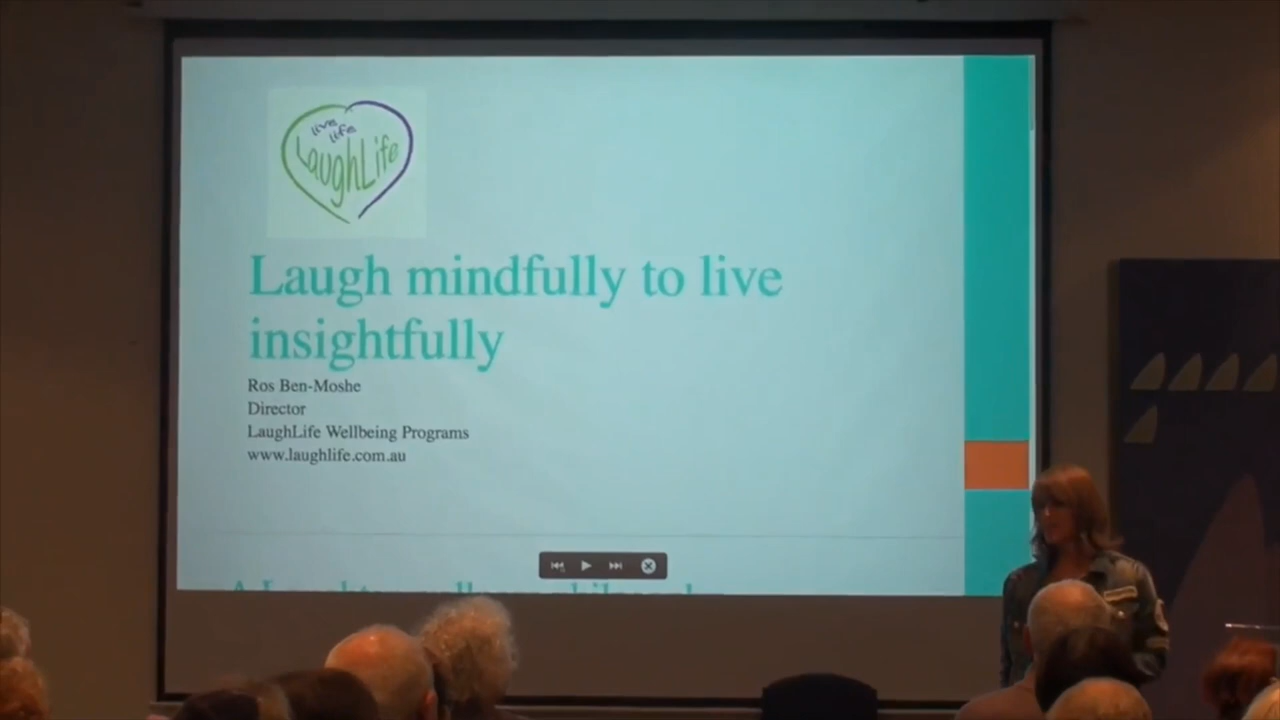 live
life
LaughLife
Laugh mindfully to live
insightfully
Ros Ben-Moshe
Director
LaughLife Wellbeing Programs
www.laughlife.com.au